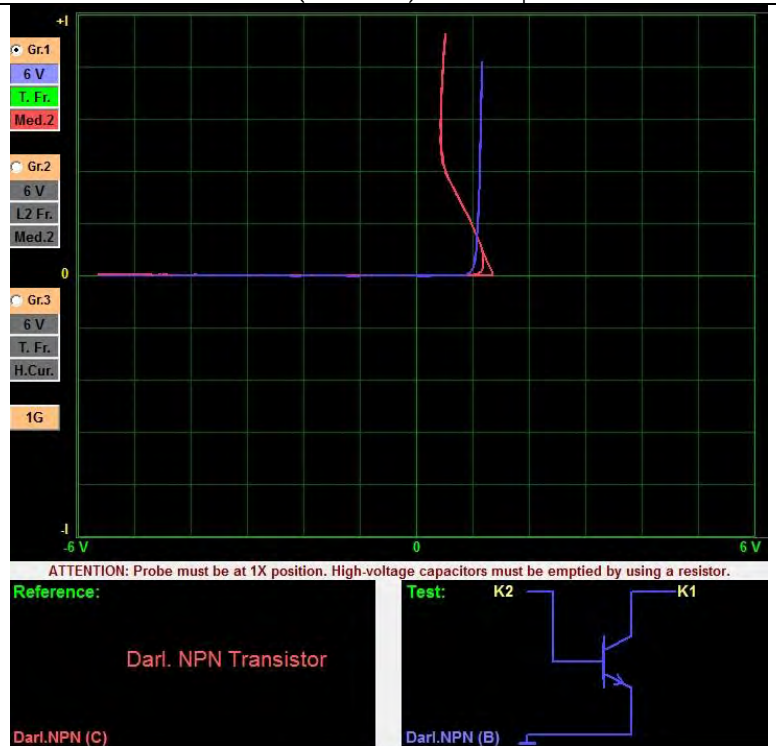 +I
Gr.1
6 V
T. Fr.
Med.2
Gr.2
6 V
L2 Fr.
Med.2
0
Gr.3
6 V
T. Fr.
H.Cur.
1G
-I
-6 V 0 6 V
ATTENTION: Probe must be at 1X position. High-voltage capacitors must be emptied by using a resistor.
Reference:
Darl. NPN Transistor
Darl.NPN (C)
Test: K2 K1
Darl.NPN (B)